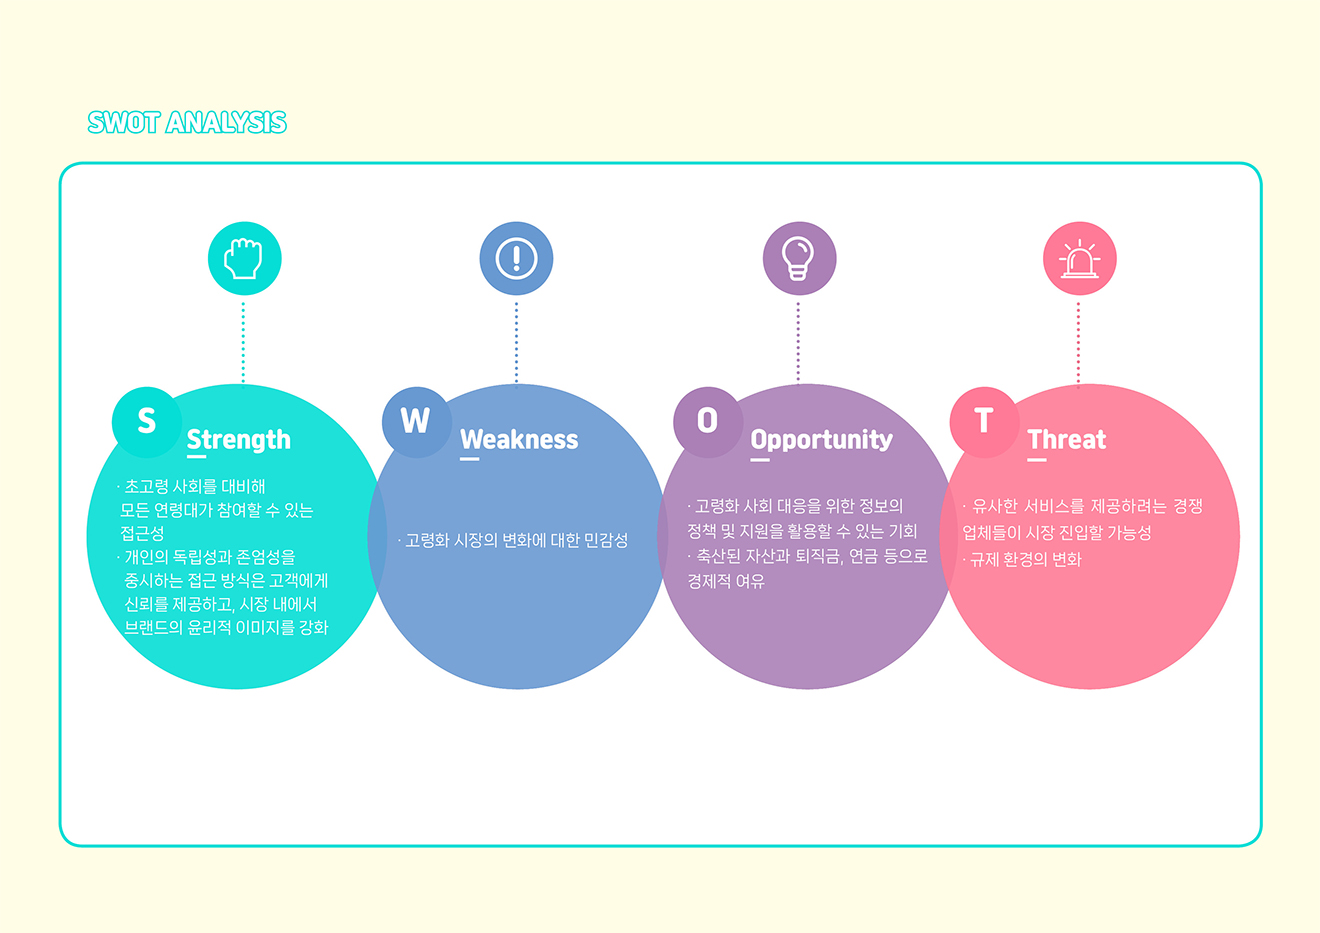 SWOT ANALYSIS
S
Strength
· 초고령 사회를 대비해
모든 연령대가 참여할 수 있는
접근성
· 개인의 독립성과 존엄성을
중시하는 접근 방식은 고객에게
신뢰를 제공하고, 시장 내에서
브랜드의 윤리적 이미지를 강화
W
Weakness
· 고령화 시장의 변화에 대한 민감성
O
Opportunity
· 고령화 사회 대응을 위한 정보의
정책 및 지원을 활용할 수 있는 기회
· 축산된 자산과 퇴직금, 연금 등으로
경제적 여유
T
Threat
· 유사한 서비스를 제공하려는 경쟁
업체들이 시장 진입할 가능성
· 규제 환경의 변화